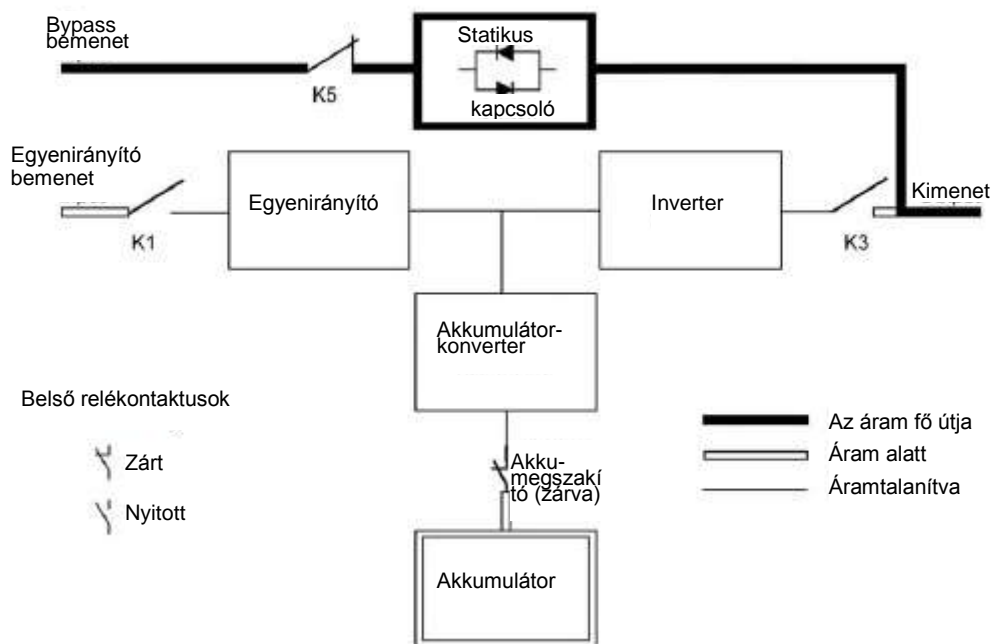 Bypass
bemenet
Statikus
kapcsoló
K5
Egyenirányító
bemenet
K1
Egyenirányító
Inverter
K3
Kimenet
Akkumulátor-
konverter
Belső relékontaktusok
Zárt
Nyitott
Akku-
megszakí
tó (zárva)
Akkumulátor
Az áram fő útja
Áram alatt
Áramtalanítva